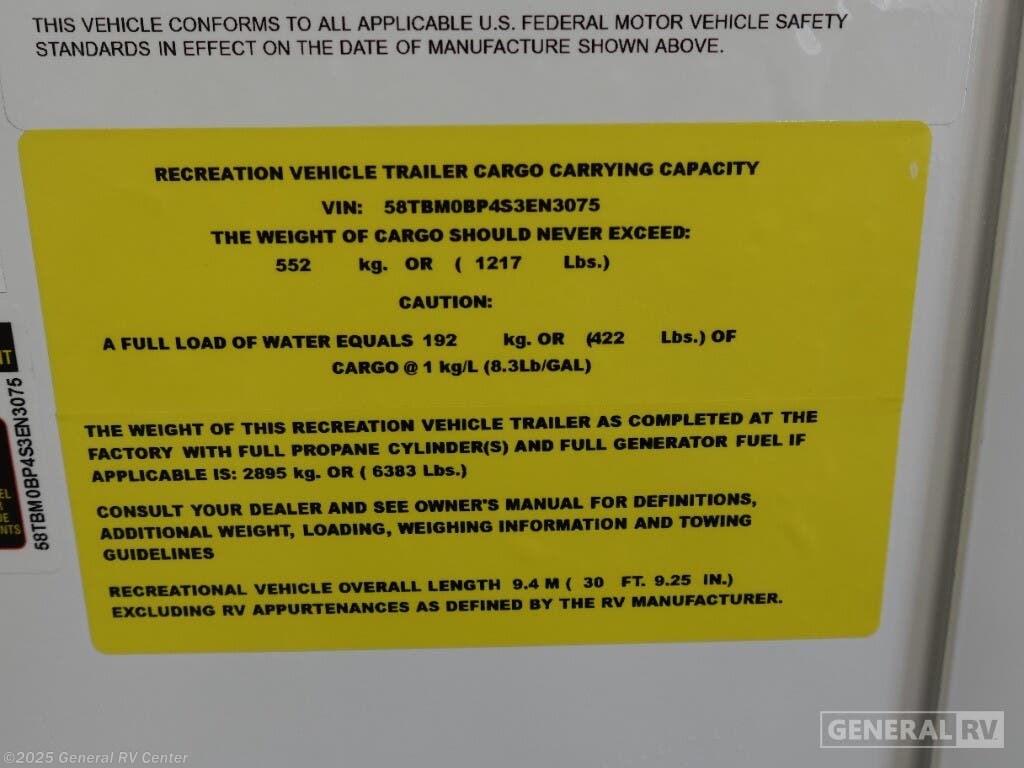 THIS VEHICLE CONFORMS TO ALL APPLICABLE U.S. FEDERAL MOTOR VEHICLE SAFETY
STANDARDS IN EFFECT ON THE DATE OF MANUFACTURE SHOWN ABOVE.
RECREATION VEHICLE TRAILER CARGO CARRYING CAPACITY
VIN: 58TBM0BP4S3EN3075
THE WEIGHT OF CARGO SHOULD NEVER EXCEED:
552 kg. OR ( 1217 Lbs.)
CAUTION:
A FULL LOAD OF WATER EQUALS 192 kg. OR (422 Lbs.) OF
CARGO @ 1 kg/L (8.3Lb/GAL)
THE WEIGHT OF THIS RECREATION VEHICLE TRAILER AS COMPLETED AT THE
FACTORY WITH FULL PROPANE CYLINDER(S) AND FULL GENERATOR FUEL IF
APPLICABLE IS: 2895 kg. OR ( 6383 Lbs.)
CONSULT YOUR DEALER AND SEE OWNER'S MANUAL FOR DEFINITIONS,
ADDITIONAL WEIGHT, LOADING, WEIGHING INFORMATION AND TOWING
GUIDELINES
RECREATIONAL VEHICLE OVERALL LENGTH 9.4 M ( 30 FT. 9.25 IN.)
EXCLUDING RV APPURTENANCES AS DEFINED BY THE RV MANUFACTURER.
58TBM0BP4S3EN3075
GENERAL RV
©2025 General RV Center